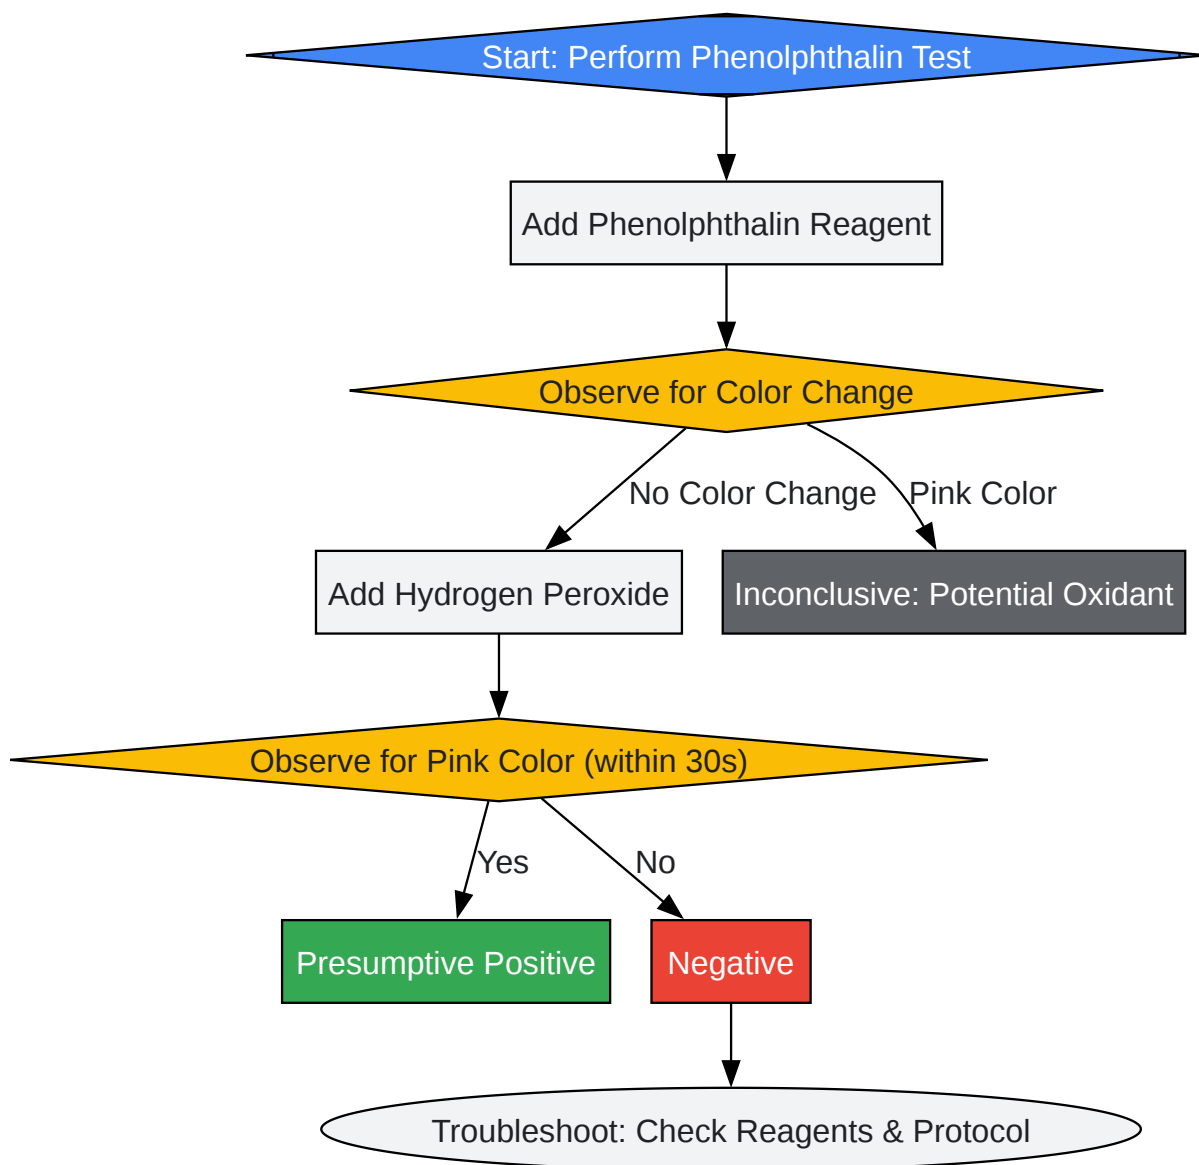 Start: Perform Phenolphthalin Test
Add Phenolphthalin Reagent
Observe for Color Change
No Color Change
Pink Color
Add Hydrogen Peroxide
Inconclusive: Potential Oxidant
Observe for Pink Color (within 30s)
Yes
No
Presumptive Positive
Negative
Troubleshoot: Check Reagents & Protocol